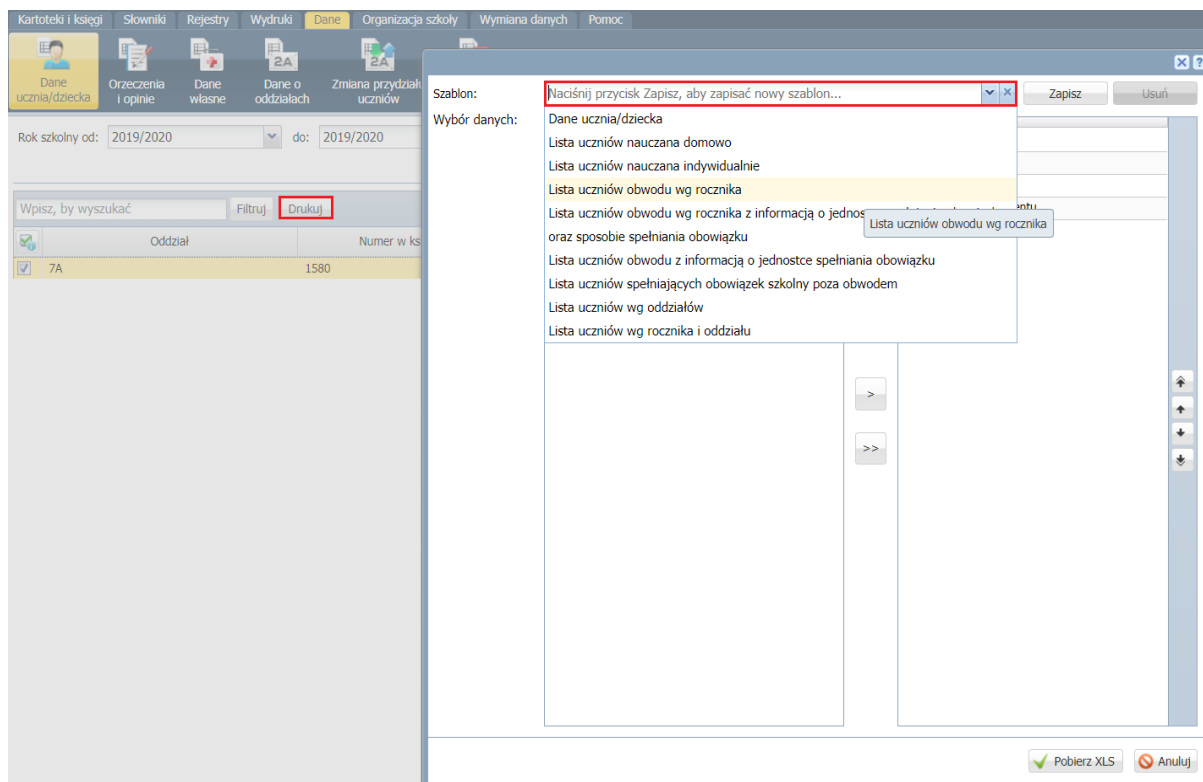 Kartoteki i księgi Słowniki Rejestry Wydruki Dane Organizacja szkoły Wymiana danych Pomoc
Dane
ucznia/dziecka
Orzeczenia
i opinie
Dane
własne
2A
Dane o
oddziałach
2A
Zmiana przydziału
uczniów
Rok szkolny od: 2019/2020 do: 2019/2020
Wpisz, by wyszukać Filtruj Drukuj
Oddział Numer w ks
7A 1580
Szablon: Naciśnij przycisk Zapisz, aby zapisać nowy szablon... Zapisz Usuń
Wybór danych:
Dane ucznia/dziecka
Lista uczniów nauczana domowo
Lista uczniów nauczana indywidualnie
Lista uczniów obwodu wg rocznika
Lista uczniów obwodu wg rocznika z informacją o
oraz sposobie spełniania obowiązku
Lista uczniów obwodu wg rocznika
Lista uczniów obwodu z informacją o jednostce spełniania obowiązku
Lista uczniów spełniających obowiązek szkolny poza obwodem
Lista uczniów wg oddziałów
Lista uczniów wg rocznika i oddziału
>
>>
Pobierz XLS Anuluj